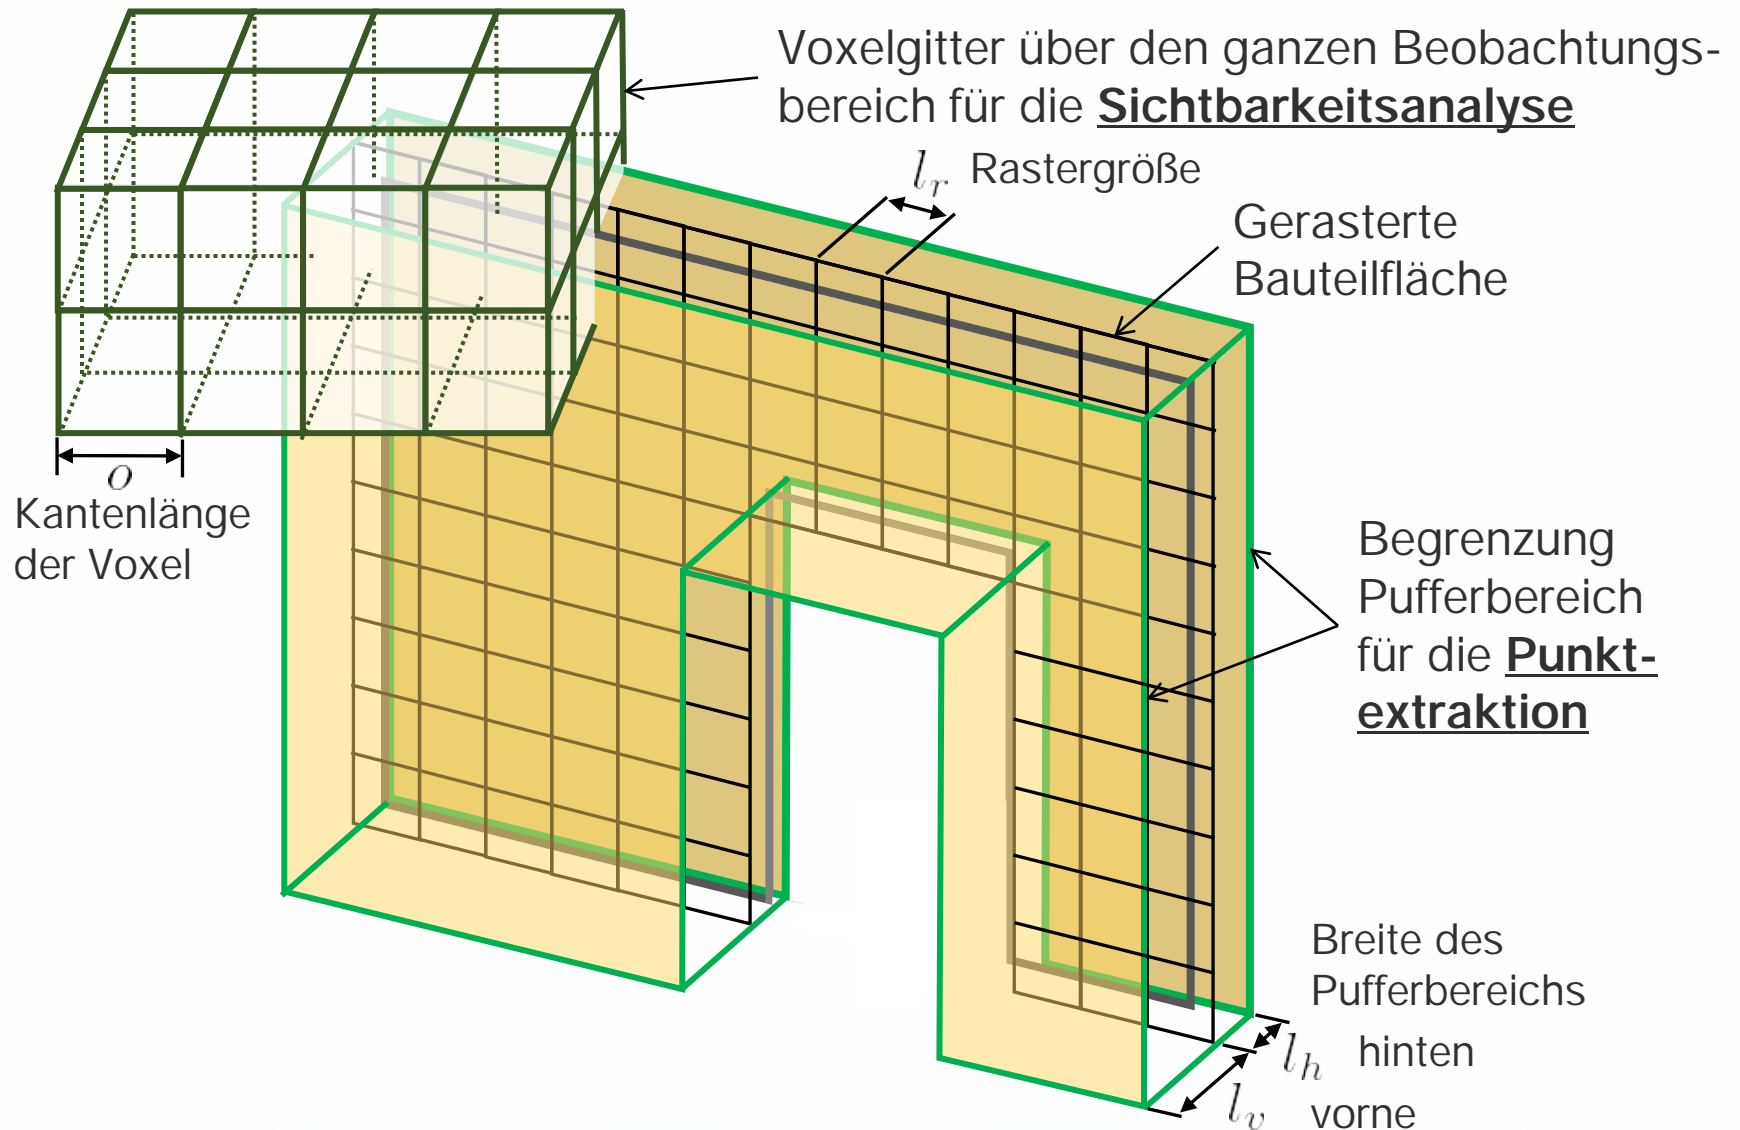 Voxelgitter über den ganzen Beobachtungs-
bereich für die Sichtbarkeitsanalyse
l_r Rastergröße
Gerasterte
Bauteilfläche
o
Kantenlänge
der Voxel
Begrenzung
Pufferbereich
für die Punkt-
extraktion
Breite des
Pufferbereichs
l_h hinten
l_v vorne